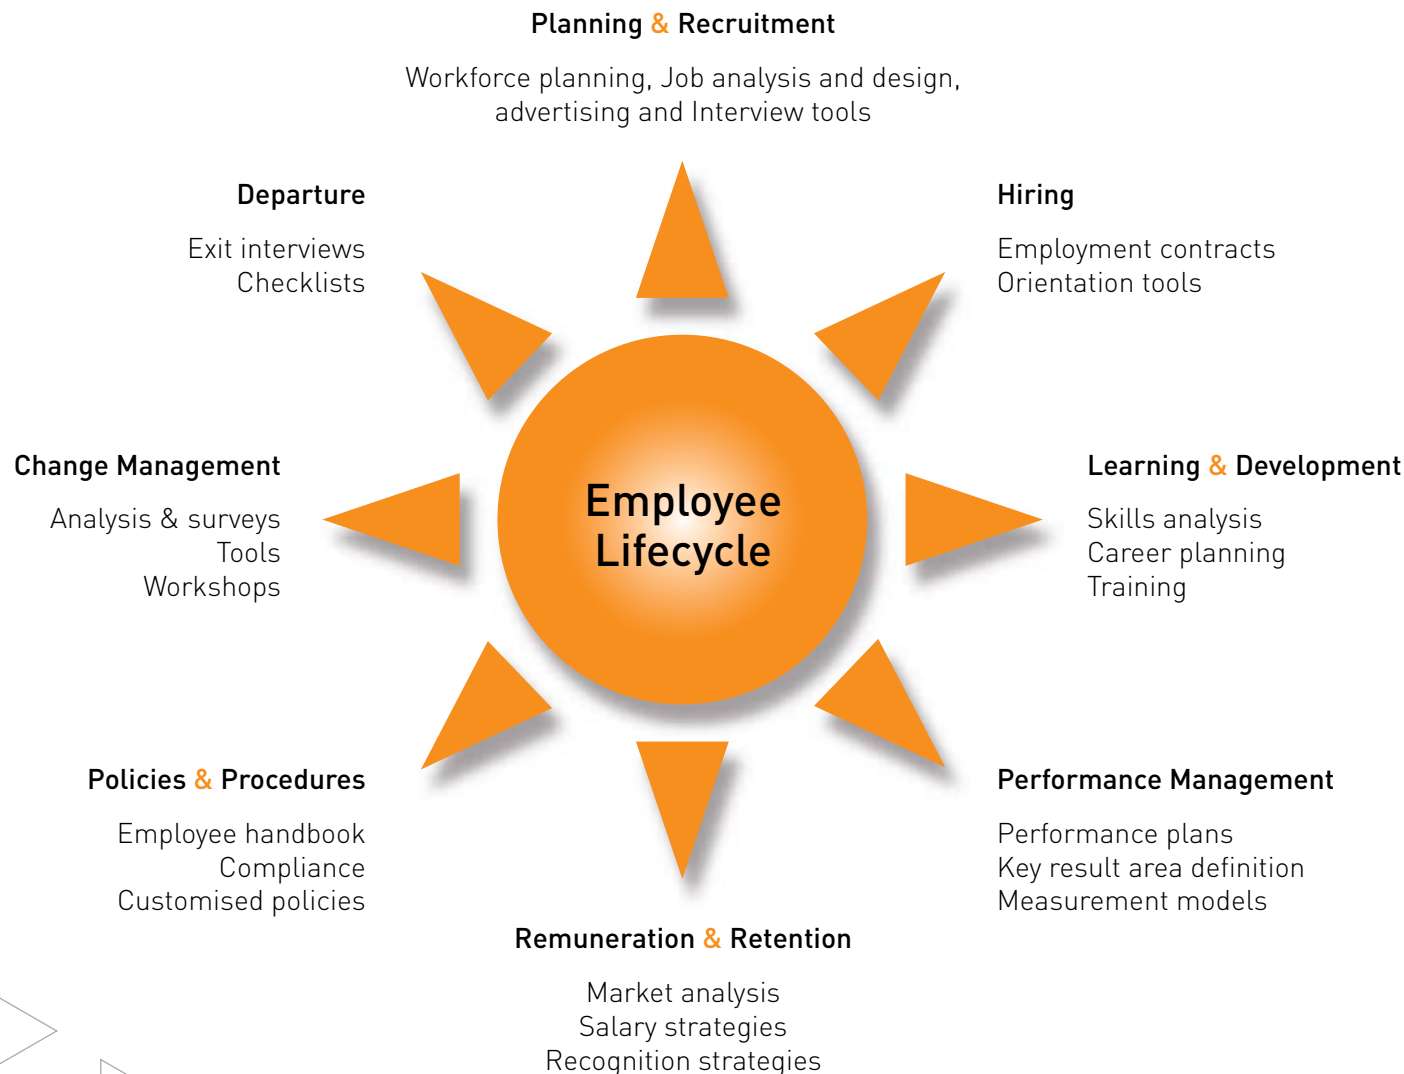 Planning & Recruitment
Workforce planning, Job analysis and design,
advertising and Interview tools
Hiring
Employment contracts
Orientation tools
Learning & Development
Skills analysis
Career planning
Training
Performance Management
Performance plans
Key result area definition
Measurement models
Remuneration & Retention
Market analysis
Salary strategies
Recognition strategies
Policies & Procedures
Employee handbook
Compliance
Customised policies
Change Management
Analysis & surveys
Tools
Workshops
Departure
Exit interviews
Checklists
Employee
Lifecycle